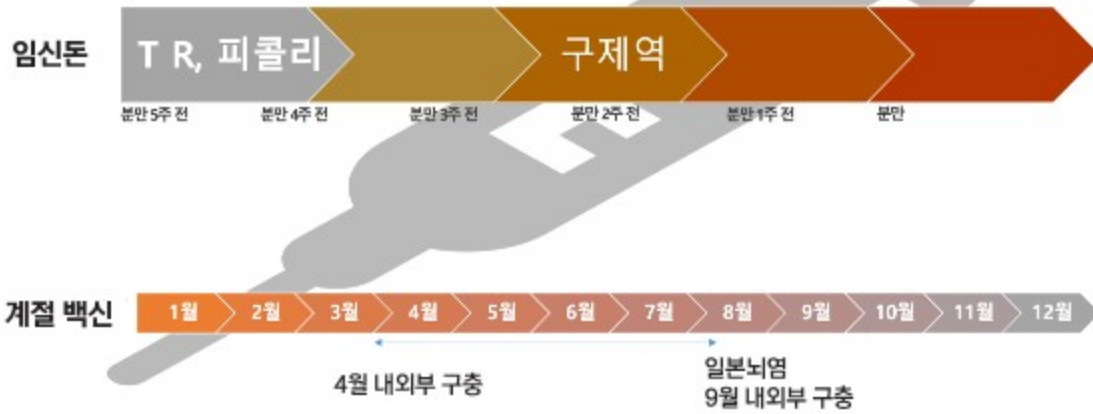 임신돈
T R, 피콜리
구제역
분만 5주 전
분만 4주 전
분만 3주 전
분만 2주 전
분만 1주 전
분만
계절 백신
1월
2월
3월
4월
5월
6월
7월
8월
9월
10월
11월
12월
4월 내외부 구충
일본뇌염
9월 내외부 구충